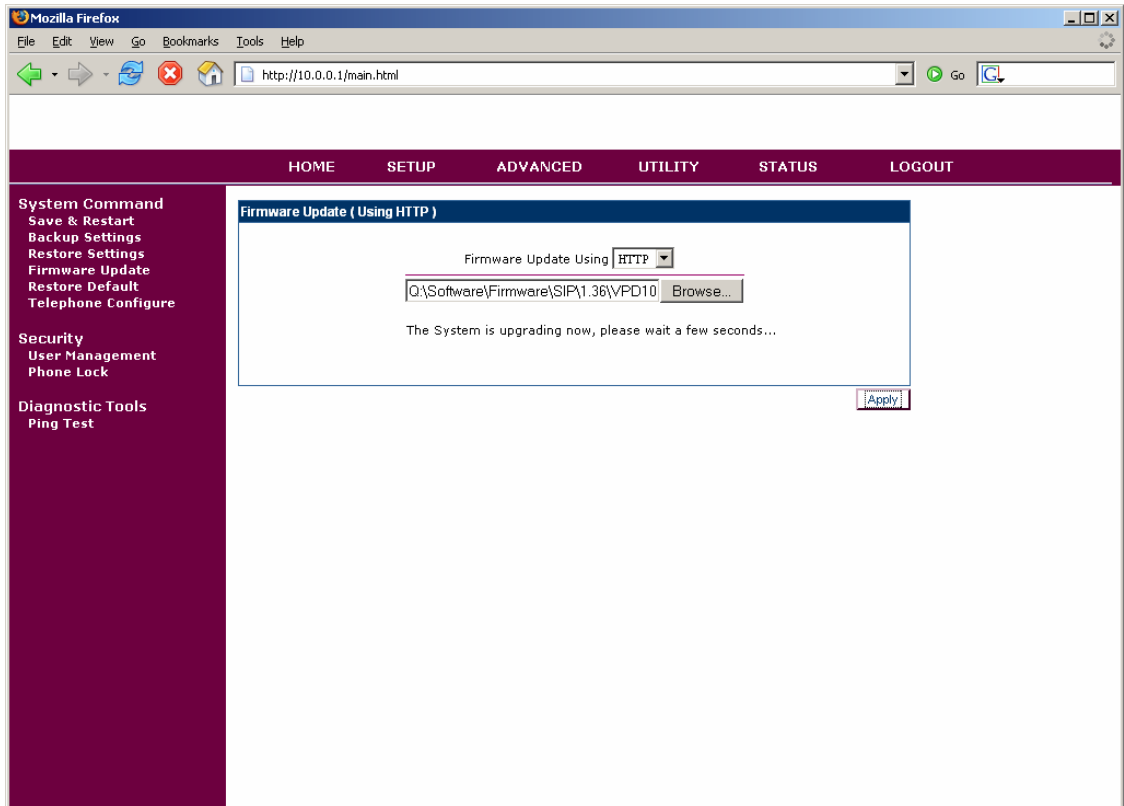 Mozilla Firefox
File Edit View Go Bookmarks Tools Help
http://10.0.0.1/main.html Go G
HOME SETUP ADVANCED UTILITY STATUS LOGOUT
System Command
Save & Restart
Backup Settings
Restore Settings
Firmware Update
Restore Default
Telephone Configure
Security
User Management
Phone Lock
Diagnostic Tools
Ping Test
Firmware Update ( Using HTTP )
Firmware Update Using HTTP
Q:\Software\Firmware\SIP\1.36\VPD10 Browse...
The System is upgrading now, please wait a few seconds...
Apply